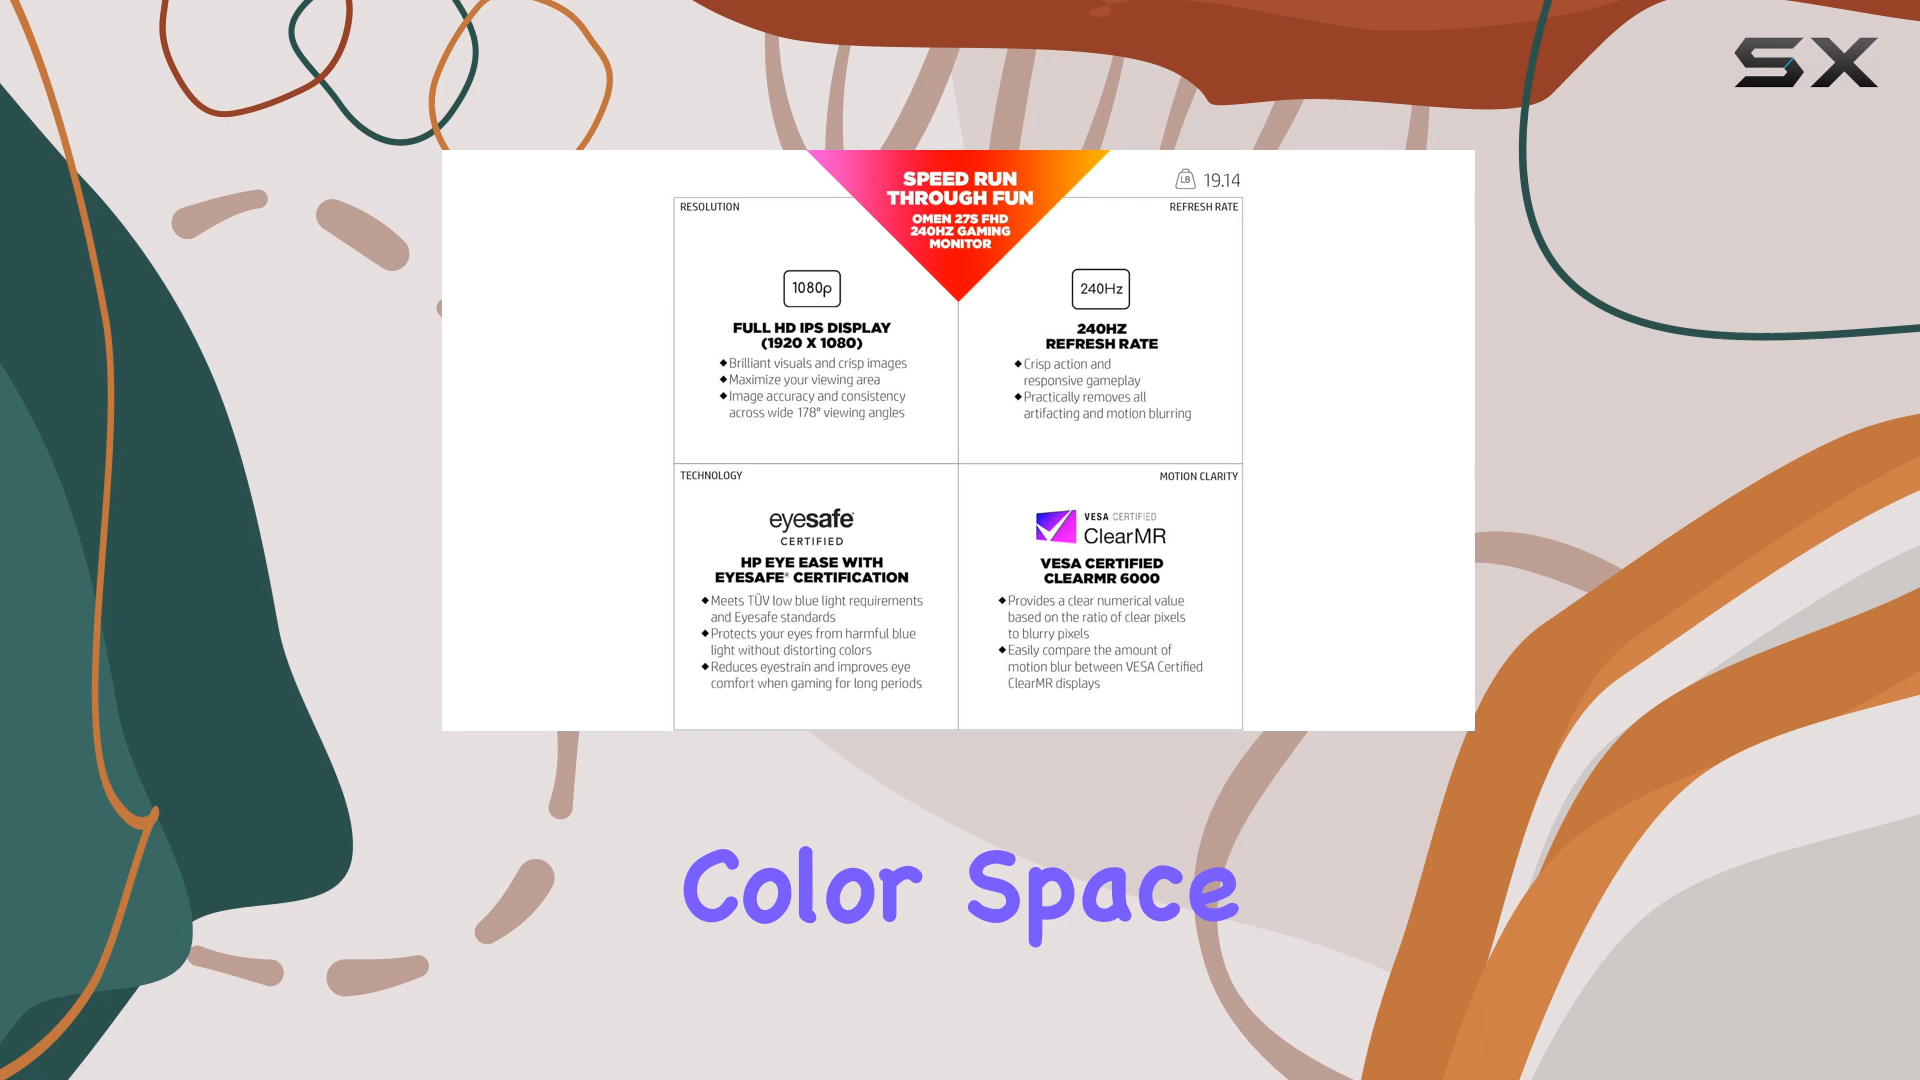 SX
SPEED RUN
THROUGH FUN
OMEN 27S FHD
240HZ GAMING
MONITOR
LB 19.14
RESOLUTION
REFRESH RATE
1080p
FULL HD IPS DISPLAY
(1920 X 1080)
◆Brilliant visuals and crisp images
◆Maximize your viewing area
◆Image accuracy and consistency
across wide 178° viewing angles
240Hz
240HZ
REFRESH RATE
◆Crisp action and
responsive gameplay
◆Practically removes all
artifacting and motion blurring
TECHNOLOGY
eyesafe®
CERTIFIED
HP EYE EASE WITH
EYESAFE® CERTIFICATION
◆Meets TÜV low blue light requirements
and Eyesafe standards
◆Protects your eyes from harmful blue
light without distorting colors
◆Reduces eyestrain and improves eye
comfort when gaming for long periods
MOTION CLARITY
VESA CERTIFIED
ClearMR
VESA CERTIFIED
CLEARMR 6000
◆Provides a clear numerical value
based on the ratio of clear pixels
to blurry pixels
◆Easily compare the amount of
motion blur between VESA Certified
ClearMR displays
Color Space